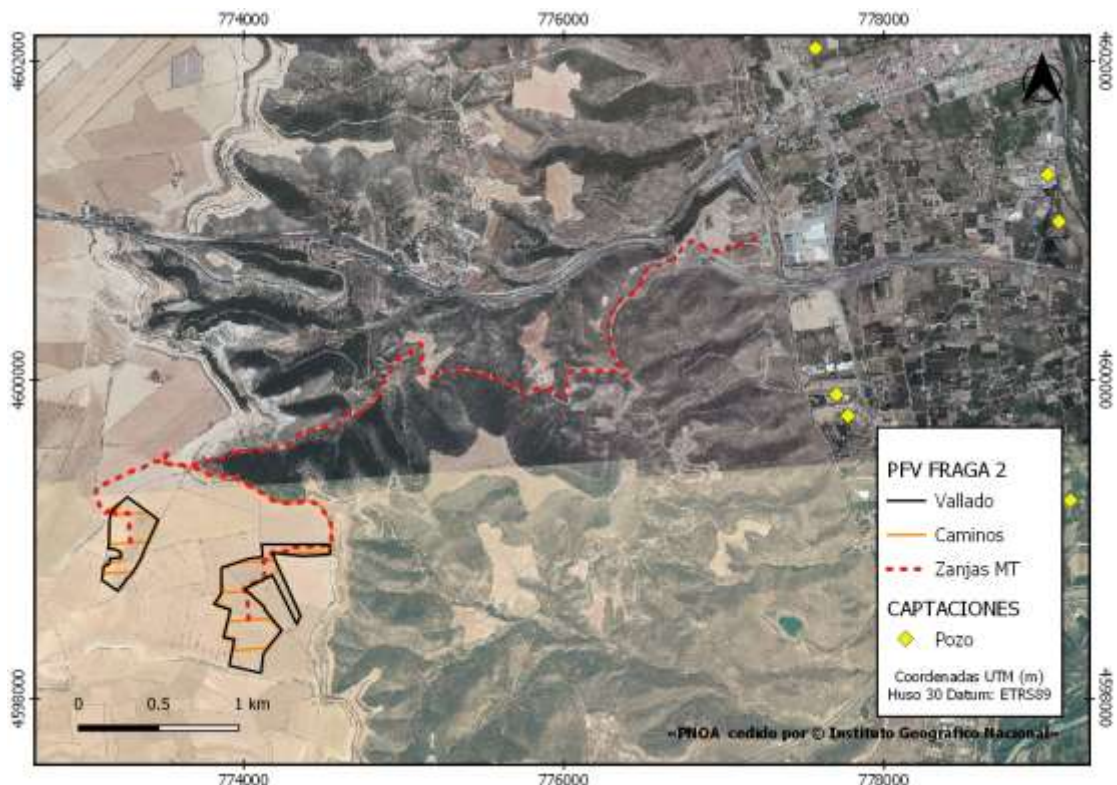 774000 776000 778000
4602000 4602000
4600000 4600000
PFV FRAGA 2
Vallado
Caminos
Zanjas MT
CAPTACIONES
Pozo
Coordenadas UTM (m)
Huso 30 Datum: ETRS89
4598000 4598000
0 0.5 1 km
«PNOA cedido por © Instituto Geográfico Nacional»
774000 776000 778000